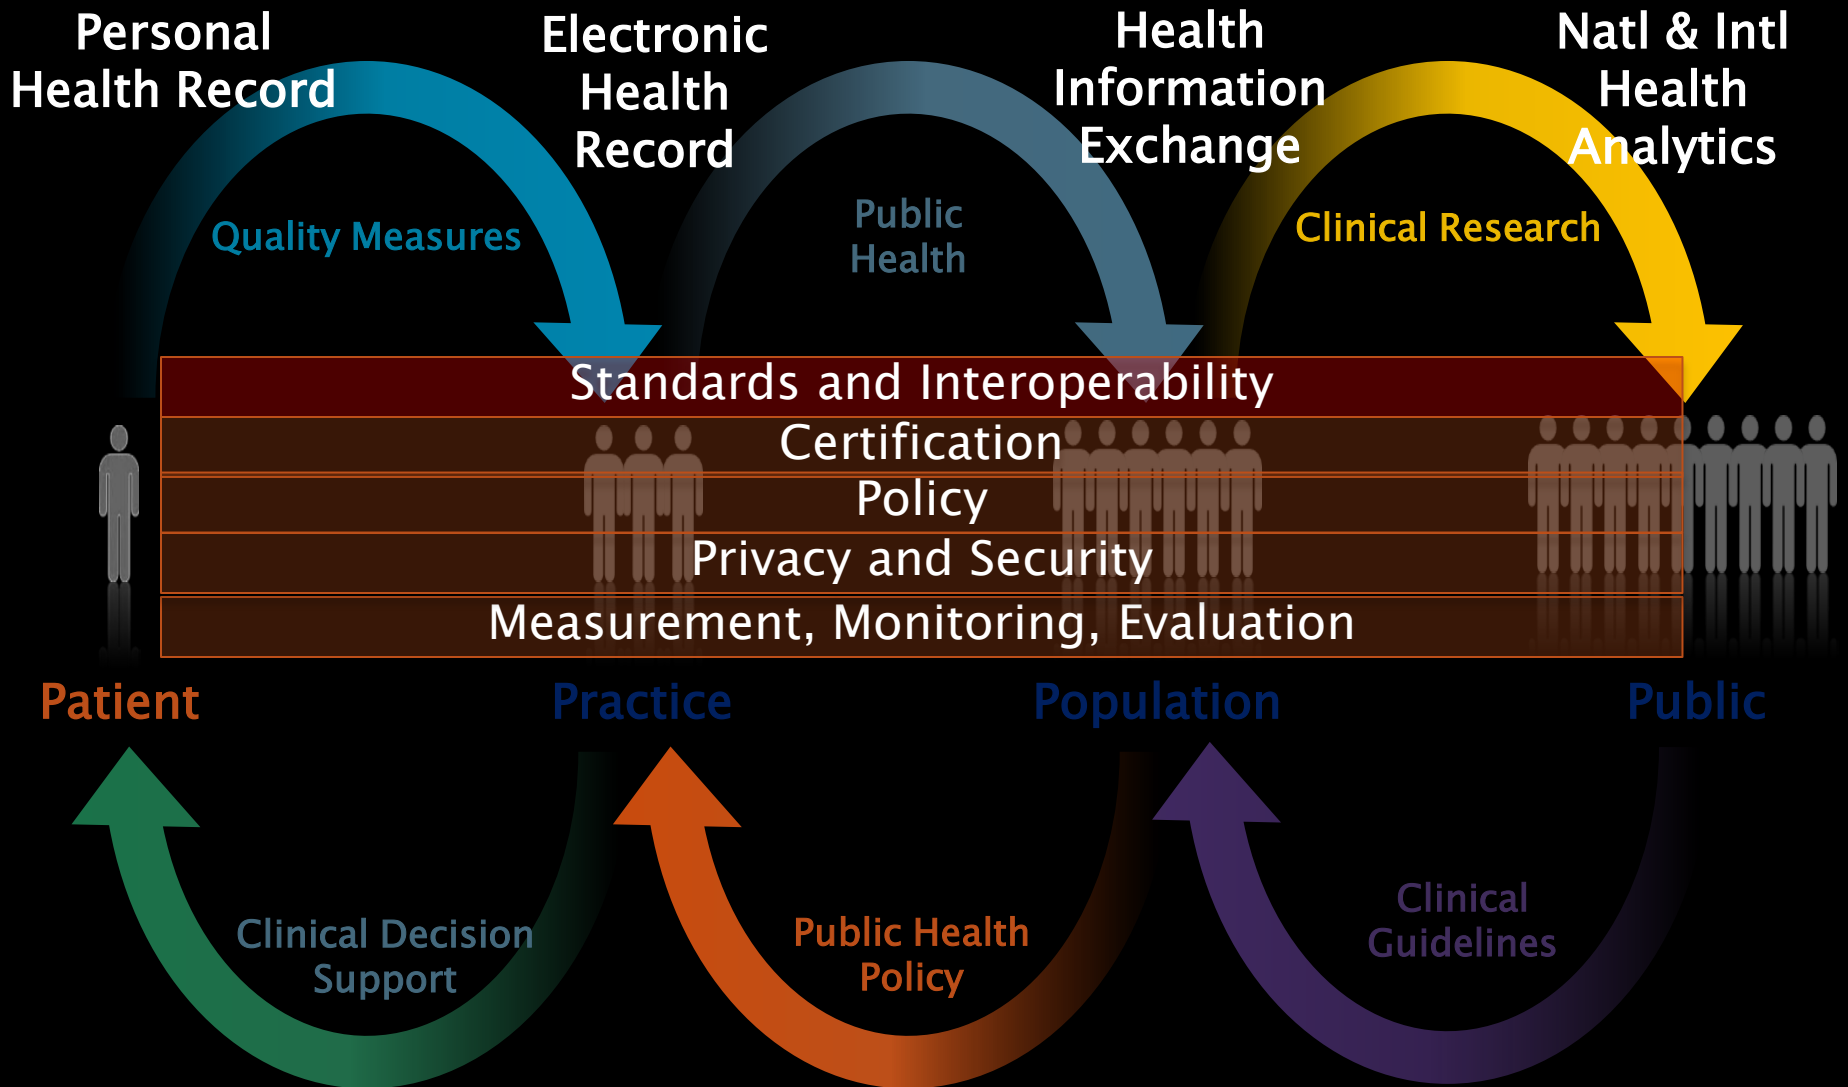 Personal
Health Record
Electronic
Health
Record
Health
Information
Exchange
Natl & Intl
Health
Analytics
Quality Measures
Public
Health
Clinical Research
Standards and Interoperability
Certification
Policy
Privacy and Security
Measurement, Monitoring, Evaluation
Patient
Practice
Population
Public
Clinical Decision
Support
Public Health
Policy
Clinical
Guidelines